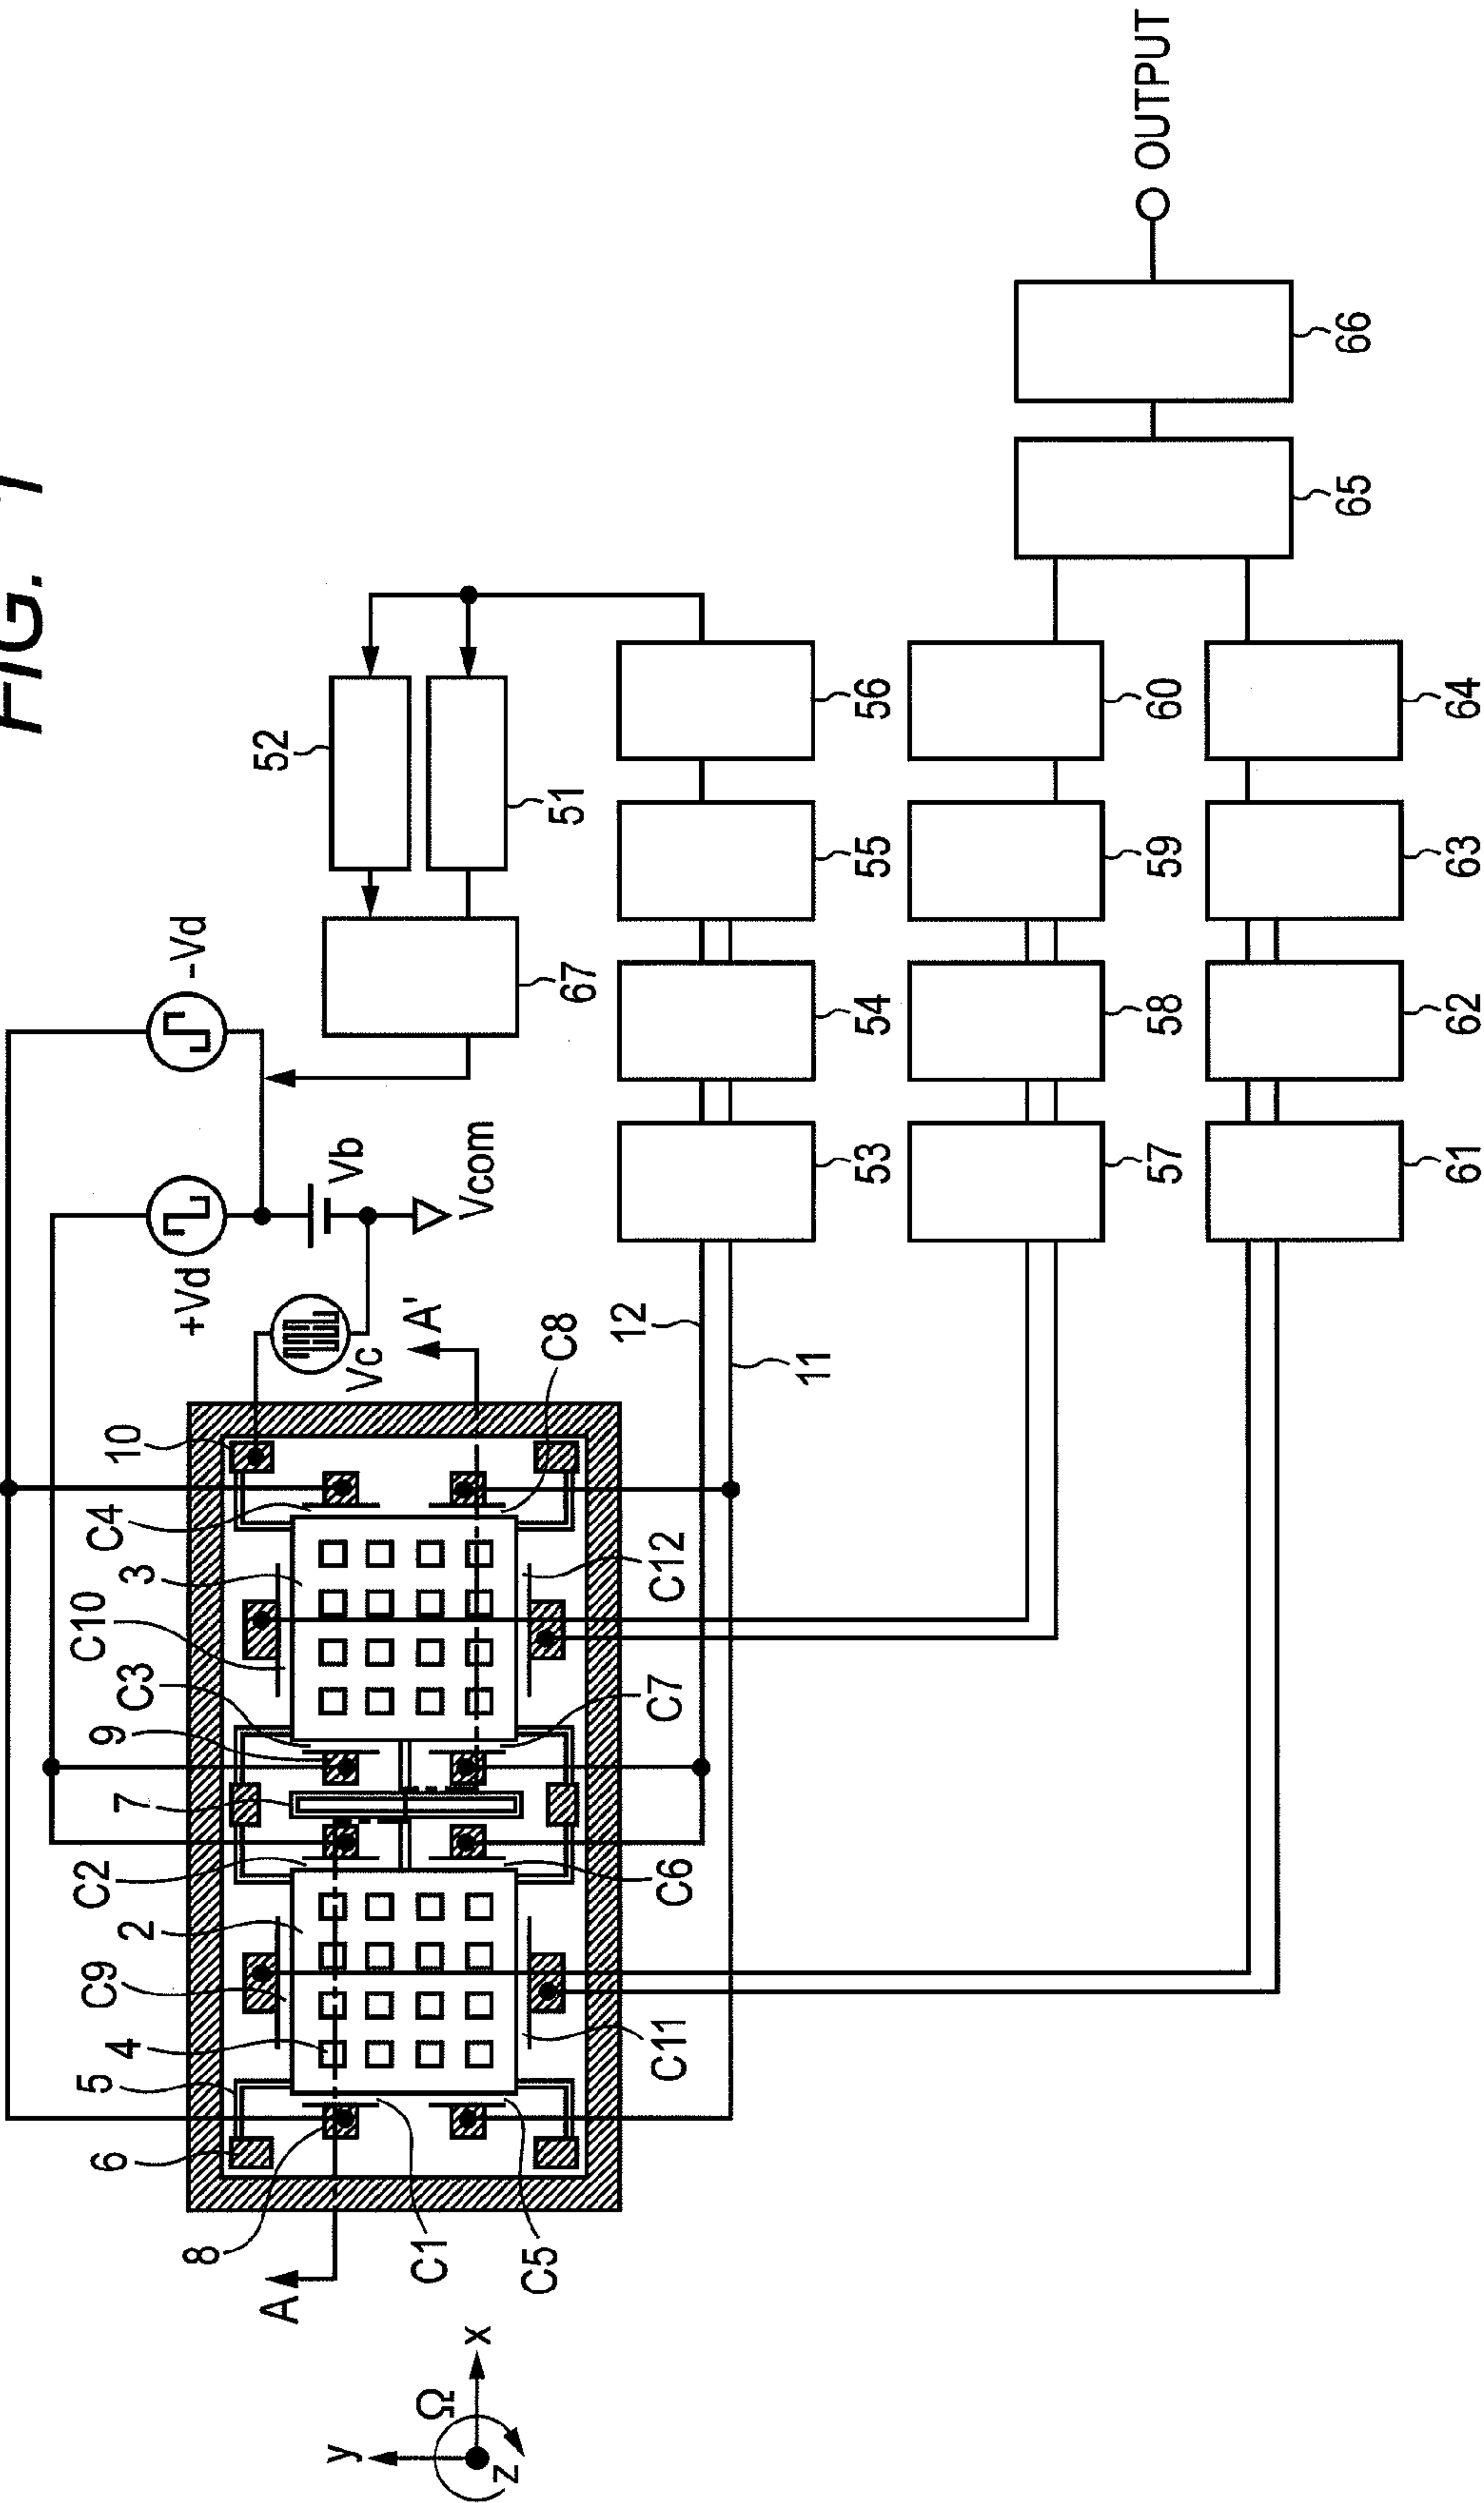 FIG. 1
+Vd
-Vd
Vb
Vcom
Vc
A'
A
52
51
67
10
C4
3
C10
C3
9
7
C2
2
C9
4
5
6
8
C1
C5
C11
C6
C7
C12
C8
12
11
53
54
55
56
57
58
59
60
61
62
63
64
65
66
OUTPUT
y
Ω
x
z